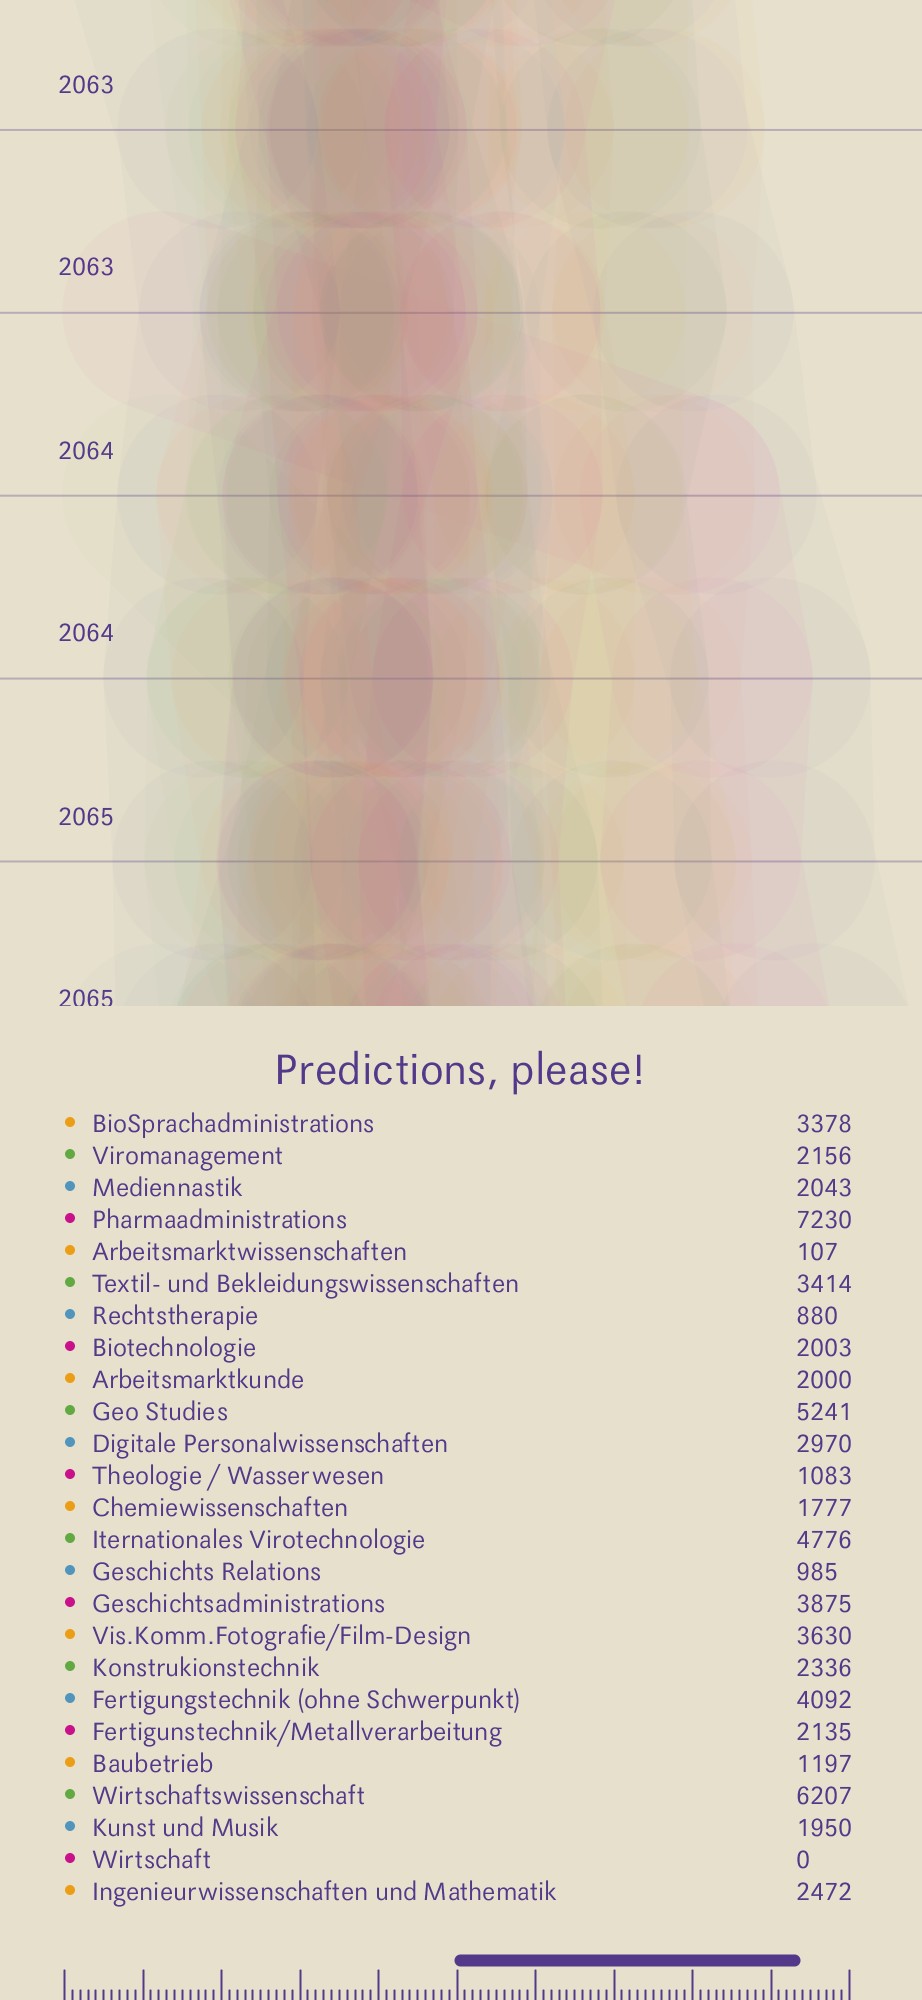 2063
2063
2064
2064
2065
2065
Predictions, please!
BioSprachadministrations 3378
Viromanagement 2156
Mediennastik 2043
Pharmaadministrations 7230
Arbeitsmarktwissenschaften 107
Textil- und Bekleidungswissenschaften 3414
Rechtstherapie 880
Biotechnologie 2003
Arbeitsmarktkunde 2000
Geo Studies 5241
Digitale Personalwissenschaften 2970
Theologie / Wasserwesen 1083
Chemiewissenschaften 1777
Iternationales Virotechnologie 4776
Geschichts Relations 985
Geschichtsadministrations 3875
Vis.Komm.Fotografie/Film-Design 3630
Konstrukionstechnik 2336
Fertigungstechnik (ohne Schwerpunkt) 4092
Fertigunstechnik/Metallverarbeitung 2135
Baubetrieb 1197
Wirtschaftswissenschaft 6207
Kunst und Musik 1950
Wirtschaft 0
Ingenieurwissenschaften und Mathematik 2472